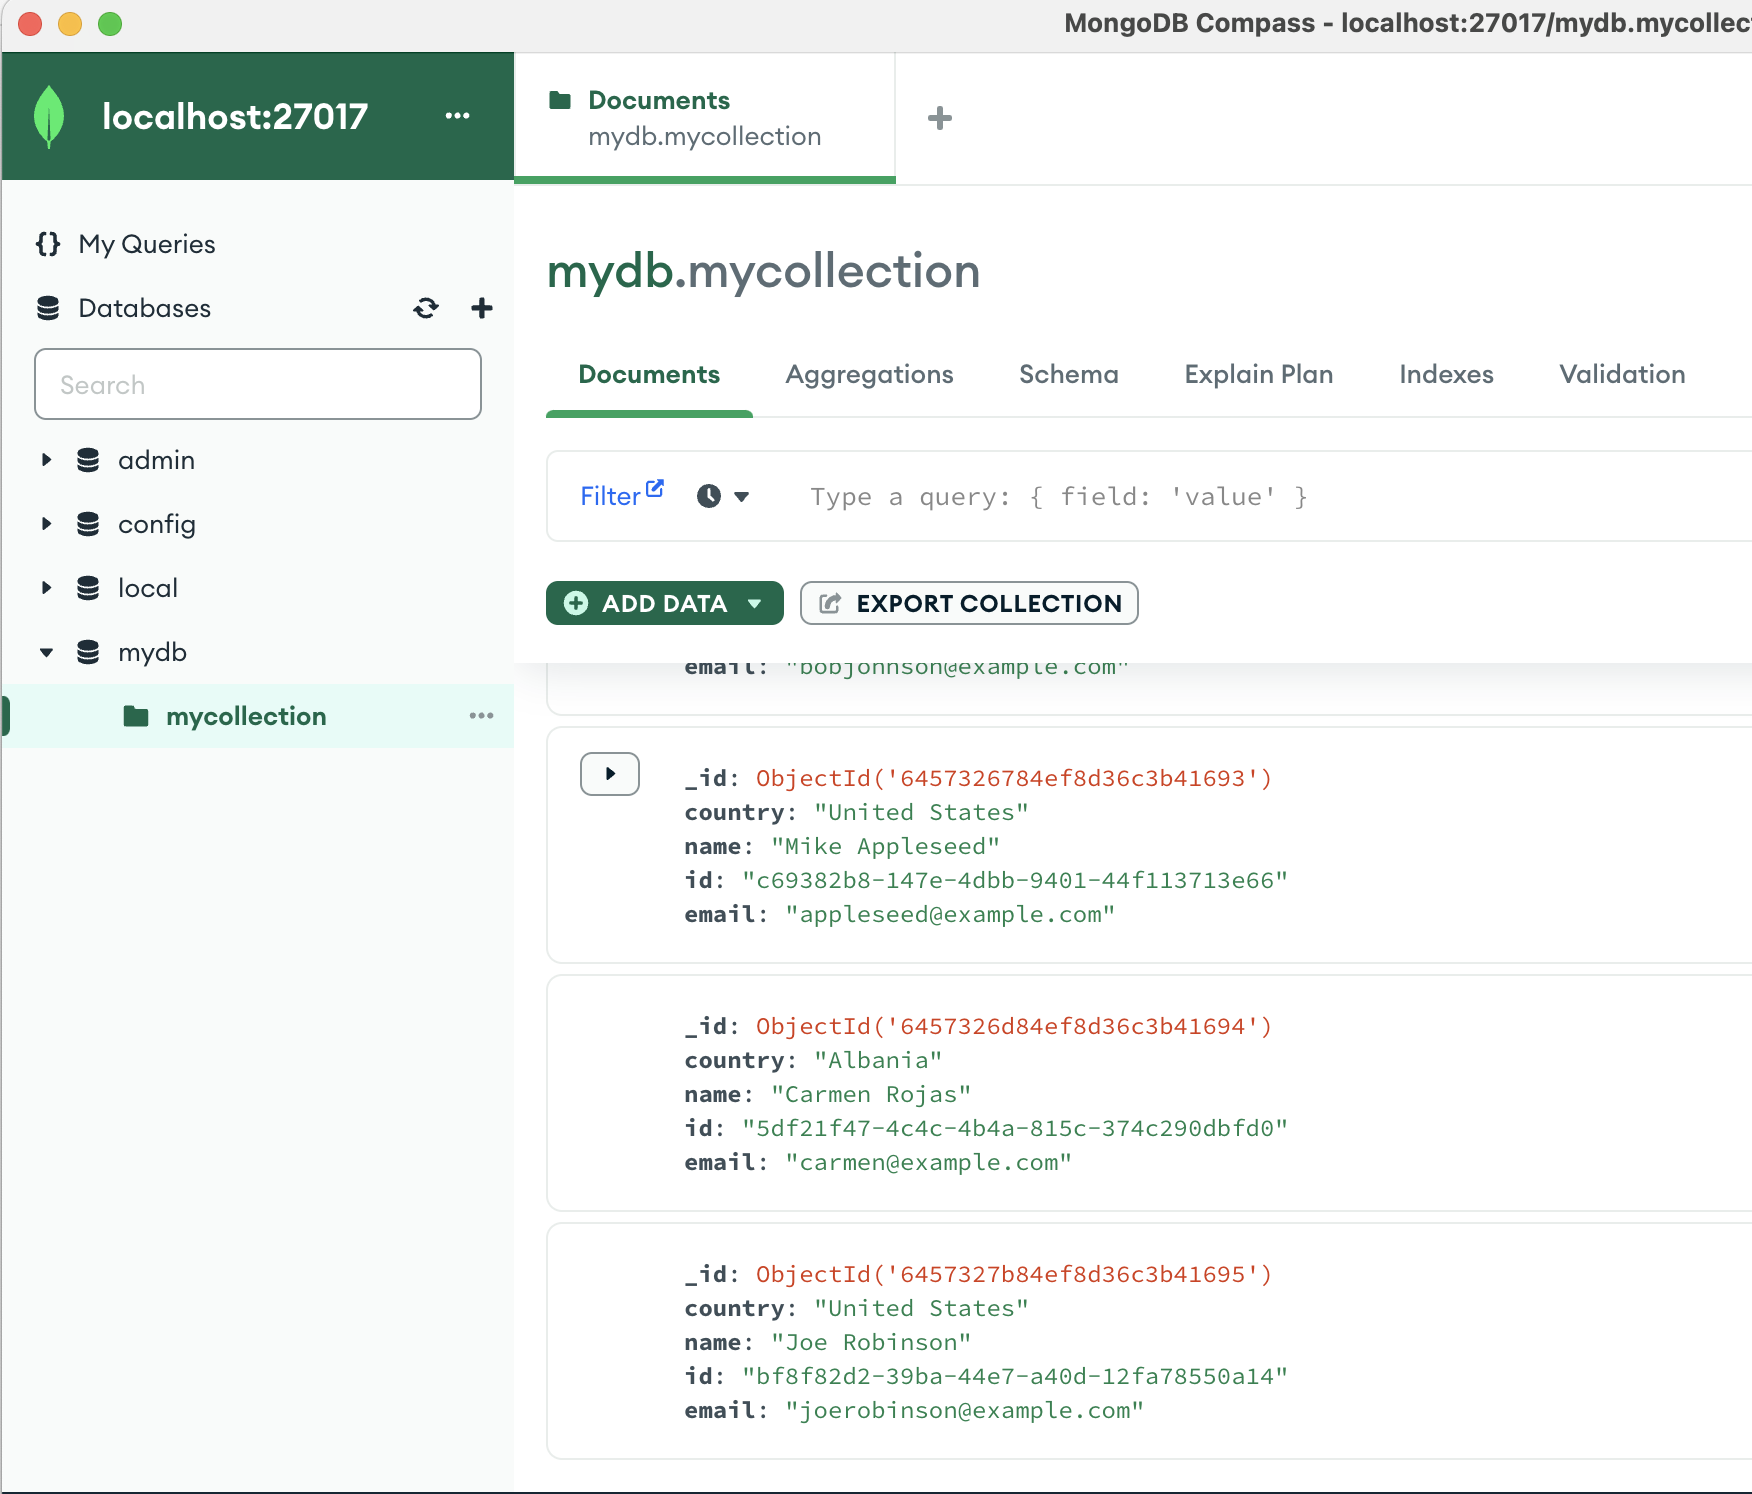 MongoDB Compass - localhost:27017/mydb.mycollec
localhost:27017
Documents
mydb.mycollection
My Queries
Databases
Search
admin
config
local
mydb
mycollection
mydb.mycollection
Documents Aggregations Schema Explain Plan Indexes Validation
Filter Type a query: { field: 'value' }
ADD DATA EXPORT COLLECTION
email: "bobjohnson@example.com"
_id: ObjectId('6457326784ef8d36c3b41693')
country: "United States"
name: "Mike Appleseed"
id: "c69382b8-147e-4dbb-9401-44f113713e66"
email: "appleseed@example.com"
_id: ObjectId('6457326d84ef8d36c3b41694')
country: "Albania"
name: "Carmen Rojas"
id: "5df21f47-4c4c-4b4a-815c-374c290dbfd0"
email: "carmen@example.com"
_id: ObjectId('6457327b84ef8d36c3b41695')
country: "United States"
name: "Joe Robinson"
id: "bf8f82d2-39ba-44e7-a40d-12fa78550a14"
email: "joerobinson@example.com"